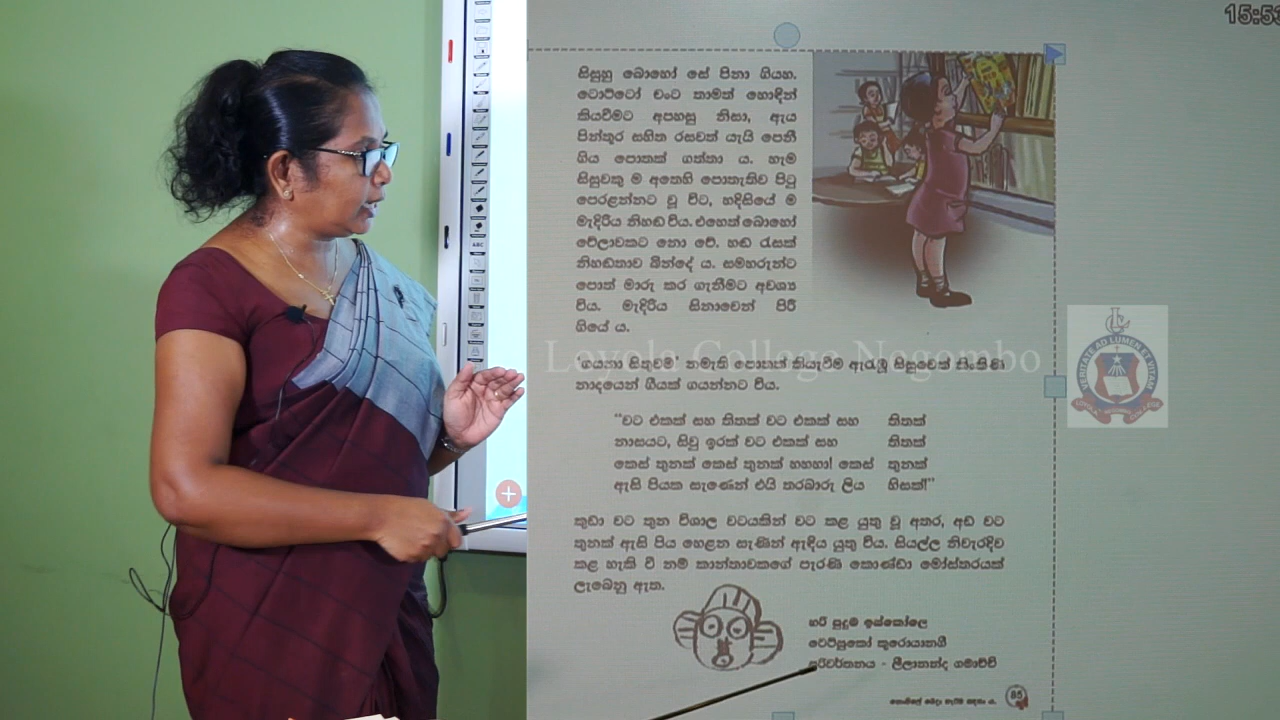 15:53
සිසුහු බොහෝ සේ පිනා ගියහ.
ටොට්ටෝ චංට තාමත් හොඳින්
කියවීමට අපහසු නිසා, ඇය
පින්තූර සහිත රසවත් යැයි පෙනී
ගිය පොතක් ගත්තා ය. හැම
සිසුවකු ම අතෙහි පොතැතිව පිටු
පෙරළන්නට වූ විට, හදිසියේ ම
මැදිරිය නිහඬ විය. එහෙත් බොහෝ
වේලාවකට නො වේ. හඬ රැසක්
නිහඬතාව බින්දේ ය. සමහරුන්ට
පොත් මාරු කර ගැනීමට අවශ්‍ය
විය. මැදිරිය සිනාවෙන් පිරී
ගියේ ය.
Loyola College Negombo
'ගයනා සිතුවම්' නමැති පොතක් කියැවීම ඇරැඹූ සිසුවෙක් කිංකිණි
නාදයෙන් ගීයක් ගයන්නට විය.
"වට එකක් සහ තිතක් වට එකක් සහ තිතක්
නාසයට, සිවු ඉරක් වට එකක් සහ තිතක්
කෙස් තුනක් කෙස් තුනක් හහහා! කෙස් තුනක්
ඇසි පියක සැණෙන් එයි තරබාරු ලිය හිසක්!"
කුඩා වට තුන විශාල වටයකින් වට කළ යුතු වූ අතර, අඩ වට
තුනක් ඇසි පිය හෙළන සැණින් ඇඳිය යුතු විය. සියල්ල නිවැරදිව
කළ හැකි වී නම් කාන්තාවකගේ පැරණි කොණ්ඩා මෝස්තරයක්
ලැබෙනු ඇත.
හරි පුදුම ඉස්කෝලෙ
ටෙට්සුකෝ කුරොයානගි
පරිවර්තනය - ලීලානන්ද ගමාච්චි
85
ABC